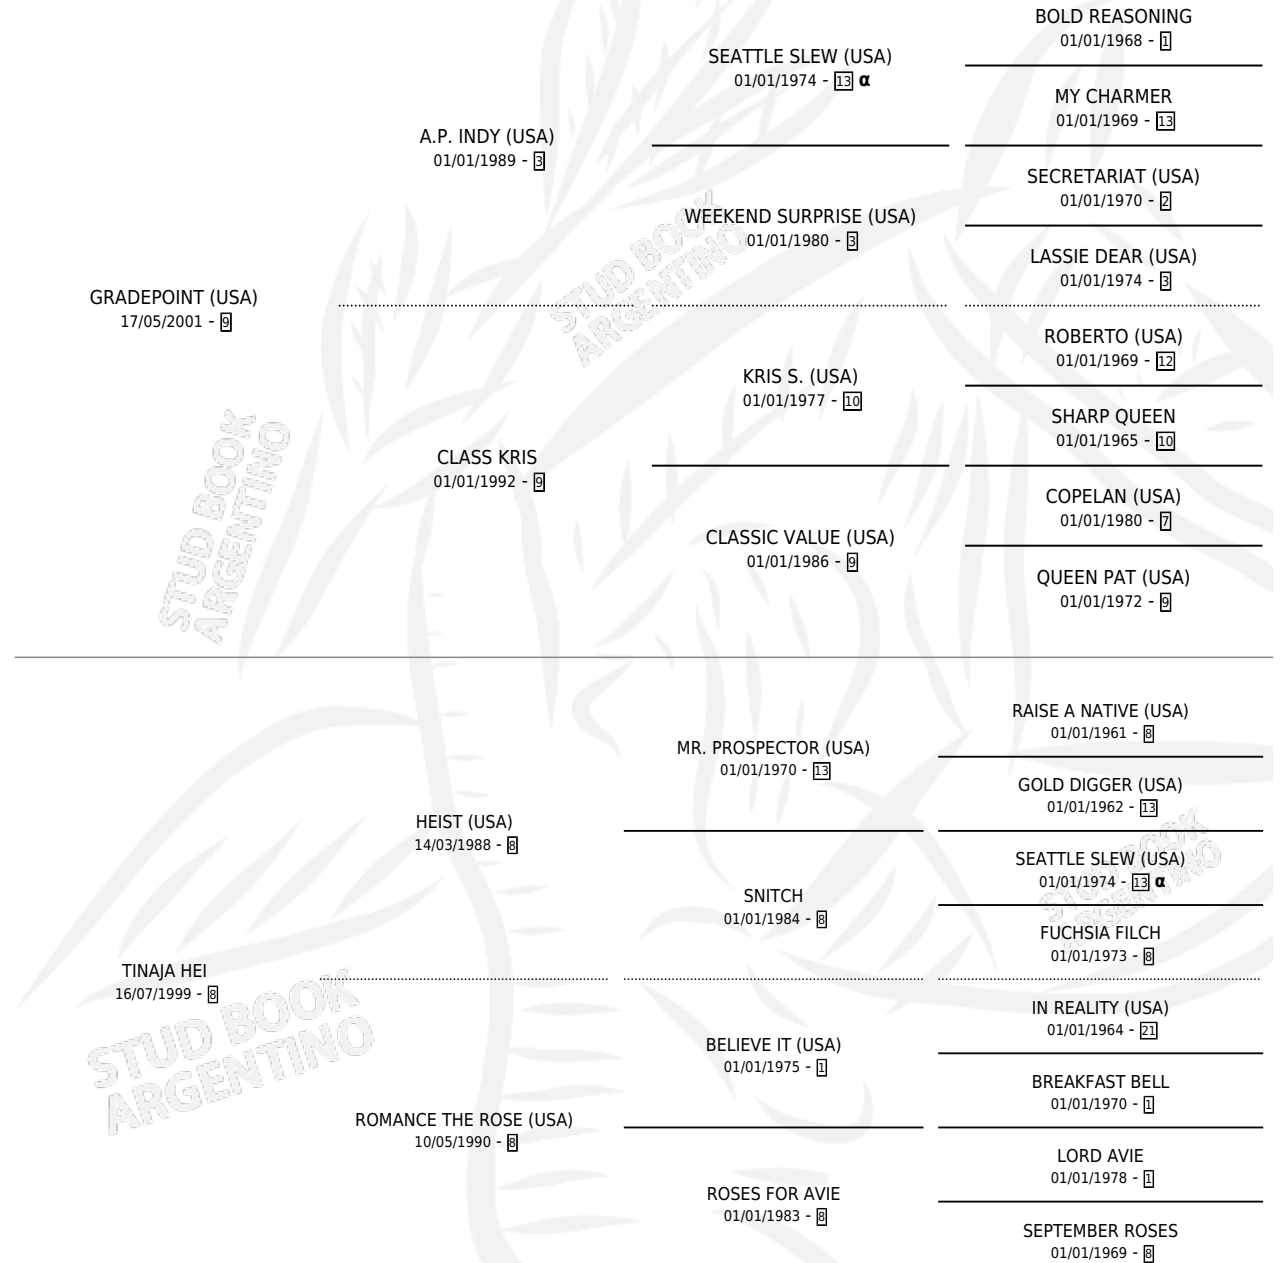 BOLD REASONING
01/01/1968 - 1
SEATTLE SLEW (USA)
01/01/1974 - 13 α
MY CHARMER
01/01/1969 - 13
A.P. INDY (USA)
01/01/1989 - 3
SECRETARIAT (USA)
01/01/1970 - 2
WEEKEND SURPRISE (USA)
01/01/1980 - 3
LASSIE DEAR (USA)
01/01/1974 - 3
GRADEPOINT (USA)
17/05/2001 - 9
ROBERTO (USA)
01/01/1969 - 12
KRIS S. (USA)
01/01/1977 - 10
SHARP QUEEN
01/01/1965 - 10
CLASS KRIS
01/01/1992 - 9
COPELAN (USA)
01/01/1980 - 7
CLASSIC VALUE (USA)
01/01/1986 - 9
QUEEN PAT (USA)
01/01/1972 - 9
RAISE A NATIVE (USA)
01/01/1961 - 8
MR. PROSPECTOR (USA)
01/01/1970 - 13
GOLD DIGGER (USA)
01/01/1962 - 13
HEIST (USA)
14/03/1988 - 8
SEATTLE SLEW (USA)
01/01/1974 - 13 α
SNITCH
01/01/1984 - 8
FUCHSIA FILCH
01/01/1973 - 8
TINAJA HEI
16/07/1999 - 8
IN REALITY (USA)
01/01/1964 - 21
BELIEVE IT (USA)
01/01/1975 - 1
BREAKFAST BELL
01/01/1970 - 1
ROMANCE THE ROSE (USA)
10/05/1990 - 8
LORD AVIE
01/01/1978 - 1
ROSES FOR AVIE
01/01/1983 - 8
SEPTEMBER ROSES
01/01/1969 - 8
STUD BOOK
ARGENTINO
STUD BOOK
ARGENTINO
STUD BOOK
ARGENTINO
STUD BOOK
ARGENTINO